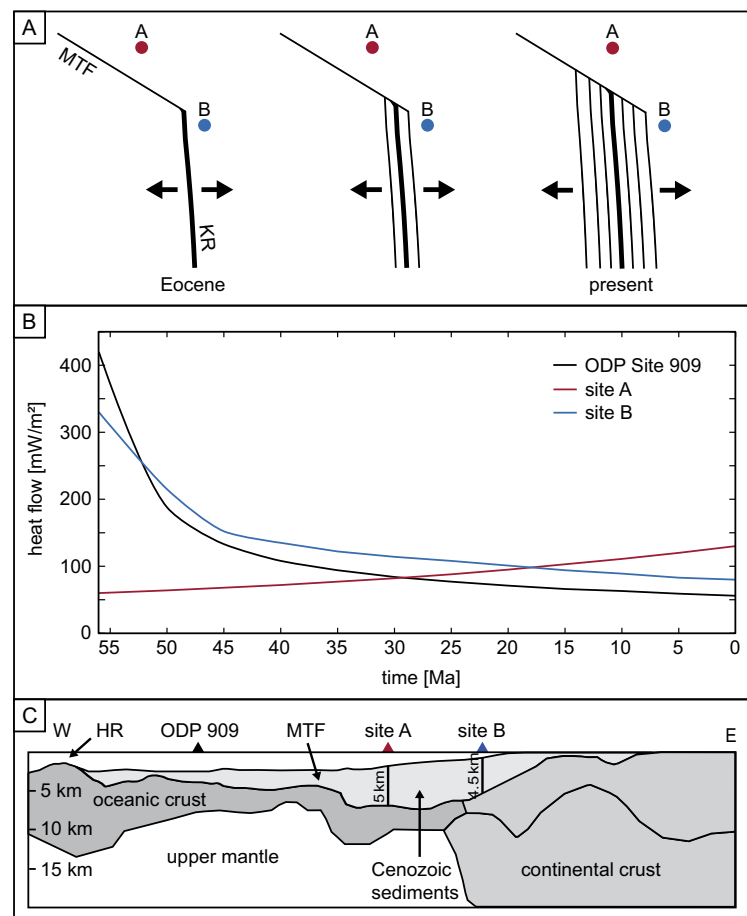 A
A A A
MTF
B B B
KR
Eocene present
B
400
300
200
100
0
heat flow [mW/m²]
ODP Site 909
site A
site B
55 50 45 40 35 30 25 20 15 10 5 0
time [Ma]
C
W HR ODP 909 MTF site A site B E
5 km
10 km
15 km
oceanic crust
5 km
4.5 km
upper mantle
Cenozoic
sediments
continental crust